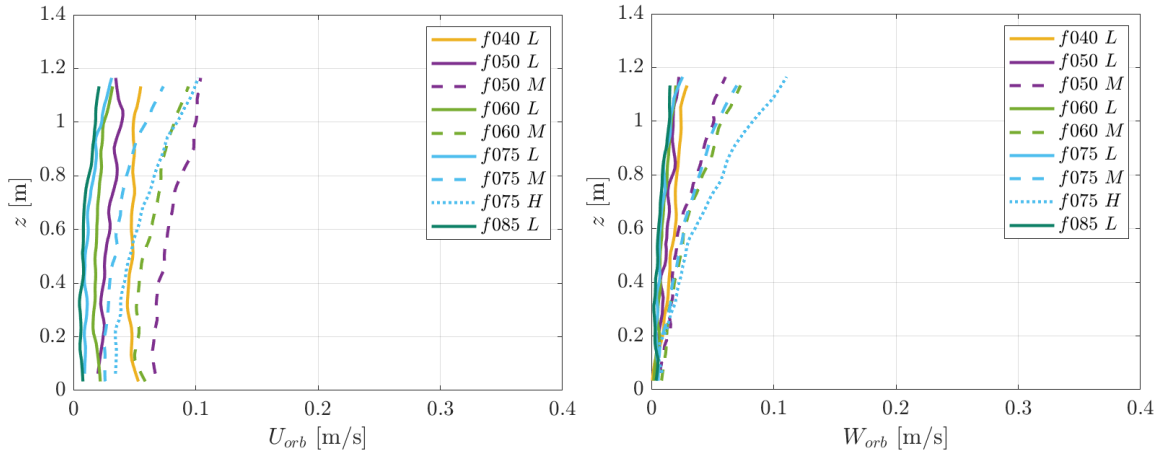 1.4
1.2
1
0.8
0.6
0.4
0.2
0
z [m]
0 0.1 0.2 0.3 0.4
U_orb [m/s]
f040 L
f050 L
f050 M
f060 L
f060 M
f075 L
f075 M
f075 H
f085 L
1.4
1.2
1
0.8
0.6
0.4
0.2
0
z [m]
0 0.1 0.2 0.3 0.4
W_orb [m/s]
f040 L
f050 L
f050 M
f060 L
f060 M
f075 L
f075 M
f075 H
f085 L